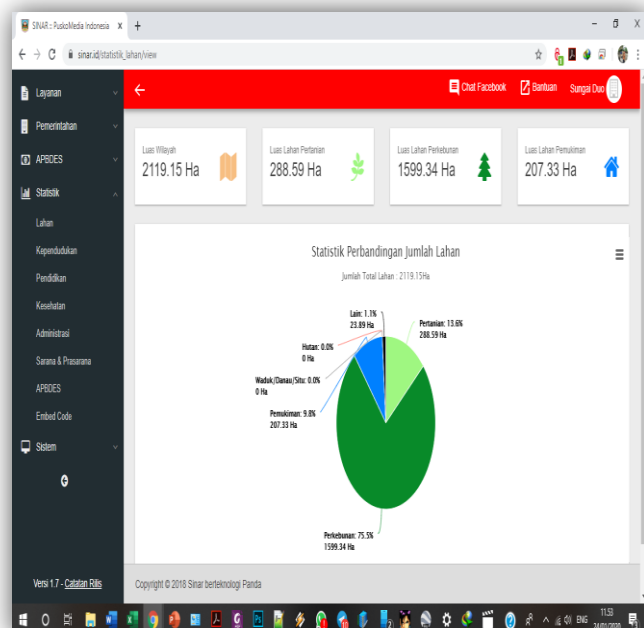 SINAR :: PuskoMedia Indonesia
sinar.id/statistik_lahan/view
Layanan
Pemerintahan
APBDES
Statistik
Lahan
Kependudukan
Pendidikan
Kesehatan
Administrasi
Sarana & Prasarana
APBDES
Embed Code
Sistem
Versi 1.7 - Catatan Rilis
Chat Facebook
Bantuan
Sungai Duo
Luas Wilayah
2119.15 Ha
Luas Lahan Pertanian
288.59 Ha
Luas Lahan Perkebunan
1599.34 Ha
Luas Lahan Pemukiman
207.33 Ha
Statistik Perbandingan Jumlah Lahan
Jumlah Total Lahan : 2119.15Ha
Lain: 1.1%
23.89 Ha
Pertanian: 13.6%
288.59 Ha
Hutan: 0.0%
0 Ha
Waduk/Danau/Situ: 0.0%
0 Ha
Pemukiman: 9.8%
207.33 Ha
Perkebunan: 75.5%
1599.34 Ha
Copyright © 2018 Sinar berteknologi Panda
ENG
11.53
24/01/2020